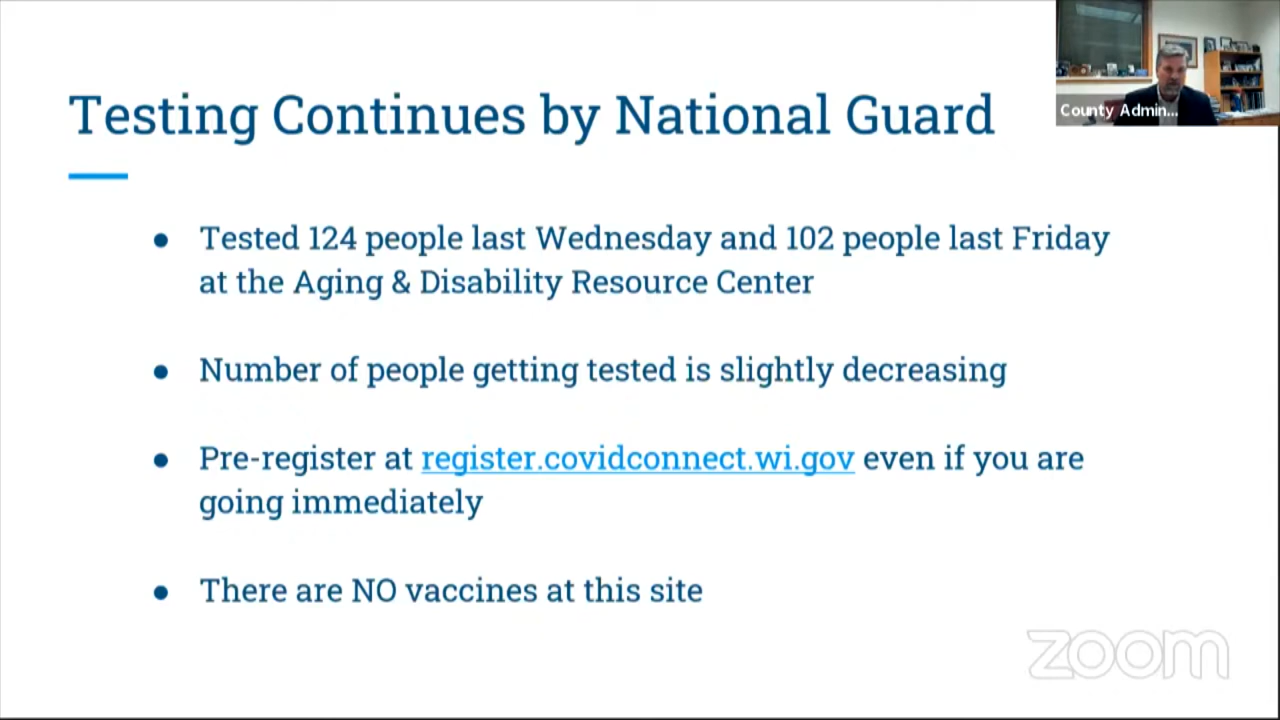 Testing Continues by National Guard
County Admin...
● Tested 124 people last Wednesday and 102 people last Friday
at the Aging & Disability Resource Center
● Number of people getting tested is slightly decreasing
● Pre-register at register.covidconnect.wi.gov even if you are
going immediately
● There are NO vaccines at this site
zoom